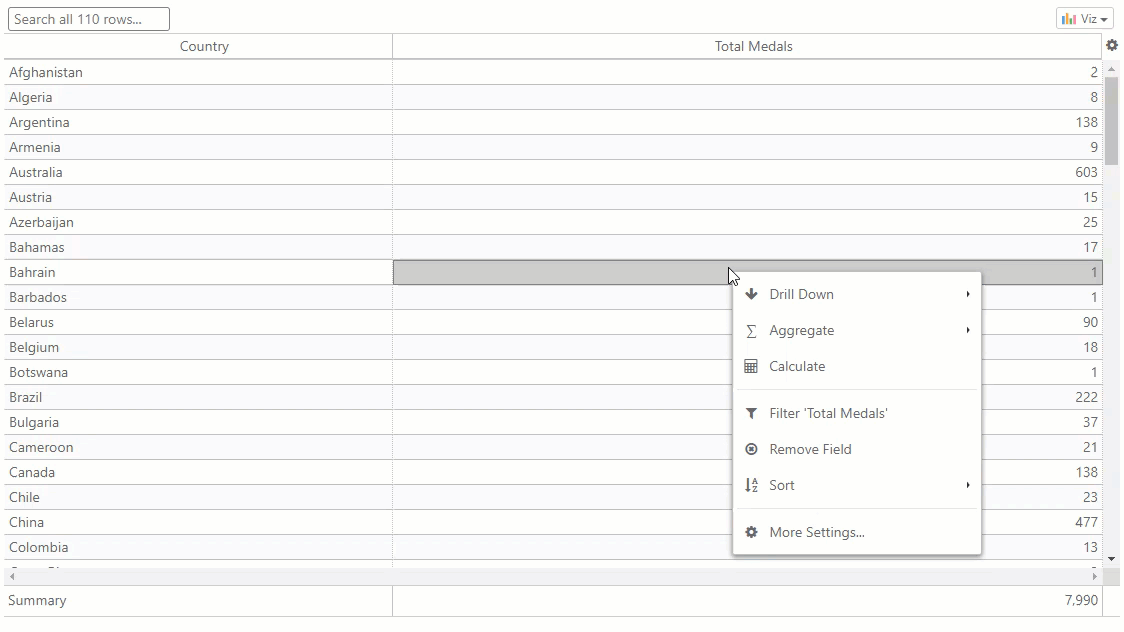 Search all 110 rows... Viz
Country Total Medals
Afghanistan 2
Algeria 8
Argentina 138
Armenia 9
Australia 603
Austria 15
Azerbaijan 25
Bahamas 17
Bahrain 1
Barbados 1
Belarus 90
Belgium 18
Botswana 1
Brazil 222
Bulgaria 37
Cameroon 21
Canada 138
Chile 23
China 477
Colombia 13
Drill Down
Aggregate
Calculate
Filter 'Total Medals'
Remove Field
Sort
More Settings...
Summary 7,990